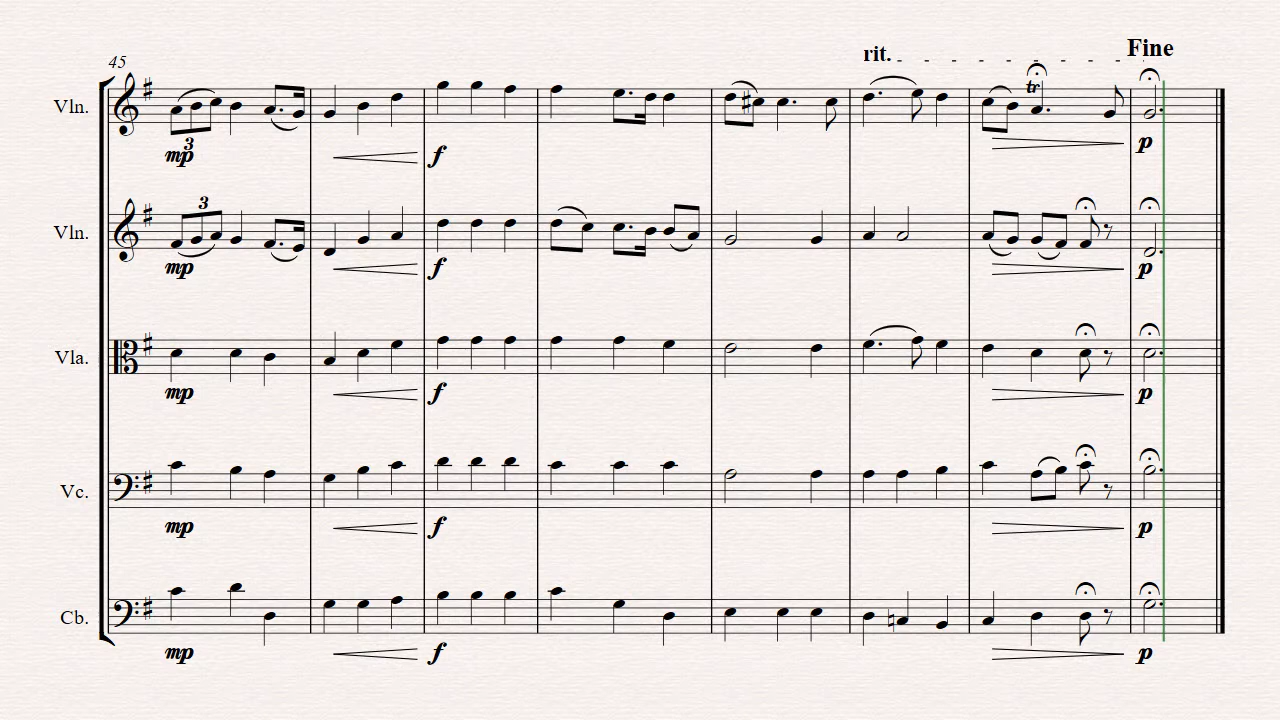 rit. Fine
45
tr
Vln.
3
mp f p
3
Vln.
mp f p
Vla.
mp f p
Vc.
mp f p
Cb.
mp f p